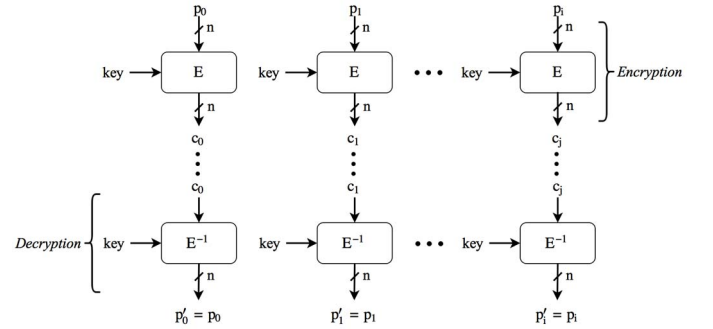 p₀ p₁ pᵢ
n n n
key E key E key E Encryption
n n n
c₀ c₁ cⱼ
c₀ c₁ cⱼ
Decryption key E⁻¹ key E⁻¹ key E⁻¹
n n n
p′₀ = p₀ p′₁ = p₁ p′ᵢ = pᵢ